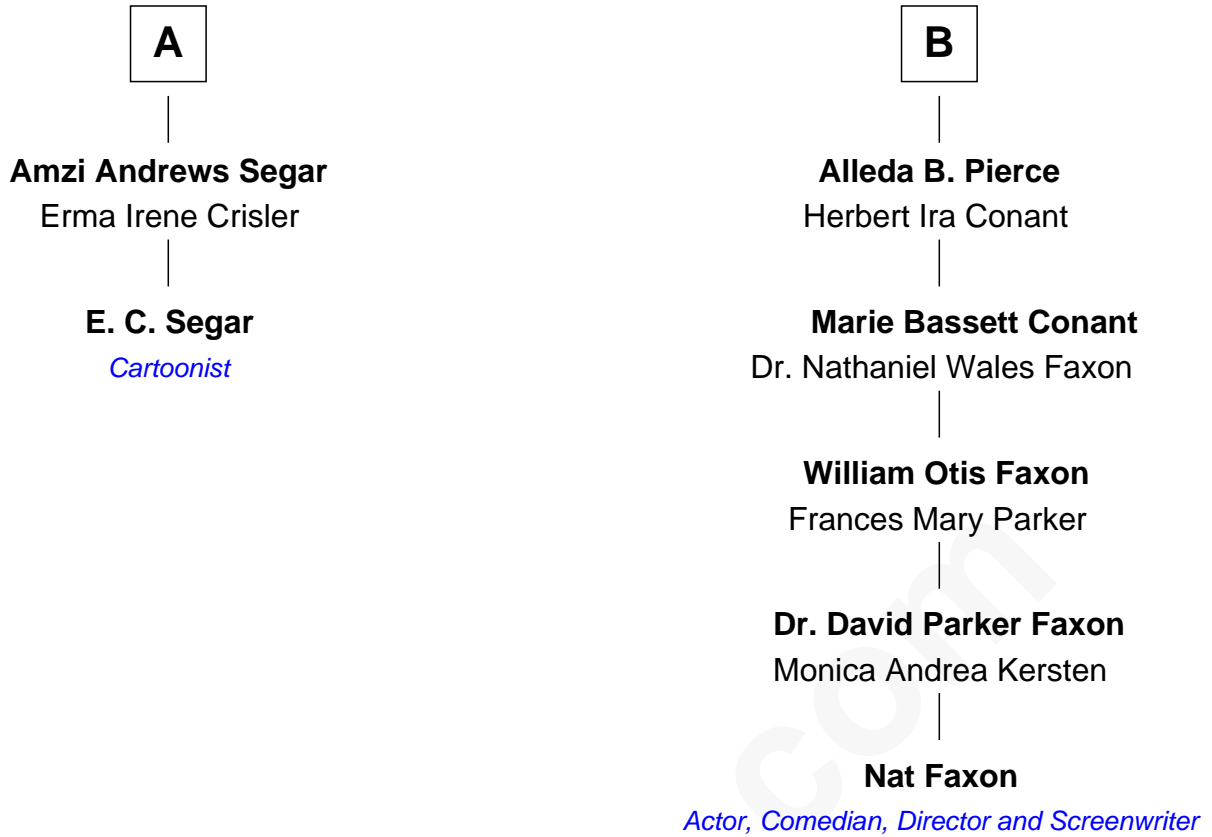 A
Amzi Andrews Segar
Erma Irene Crisler
E. C. Segar
Cartoonist
B
Alleda B. Pierce
Herbert Ira Conant
Marie Bassett Conant
Dr. Nathaniel Wales Faxon
William Otis Faxon
Frances Mary Parker
Dr. David Parker Faxon
Monica Andrea Kersten
Nat Faxon
Actor, Comedian, Director and Screenwriter
com